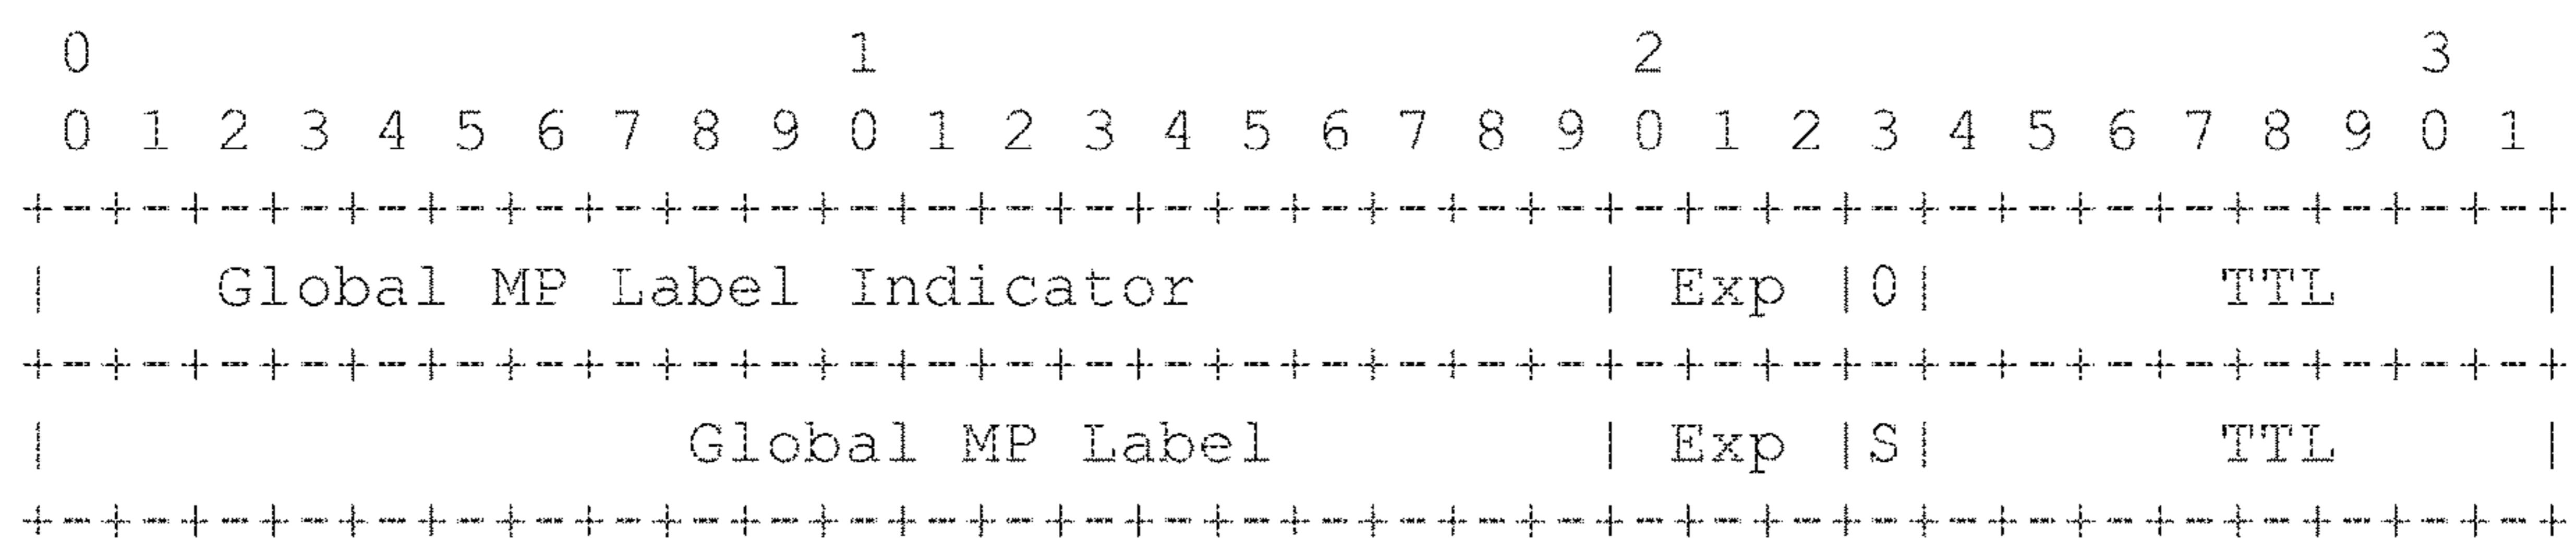 0                   1                   2                   3
 0 1 2 3 4 5 6 7 8 9 0 1 2 3 4 5 6 7 8 9 0 1 2 3 4 5 6 7 8 9 0 1
+-+-+-+-+-+-+-+-+-+-+-+-+-+-+-+-+-+-+-+-+-+-+-+-+-+-+-+-+-+-+-+-+
|    Global MP Label Indicator          | Exp |0|       TTL     |
+-+-+-+-+-+-+-+-+-+-+-+-+-+-+-+-+-+-+-+-+-+-+-+-+-+-+-+-+-+-+-+-+
|                Global MP Label        | Exp |S|       TTL     |
+-+-+-+-+-+-+-+-+-+-+-+-+-+-+-+-+-+-+-+-+-+-+-+-+-+-+-+-+-+-+-+-+